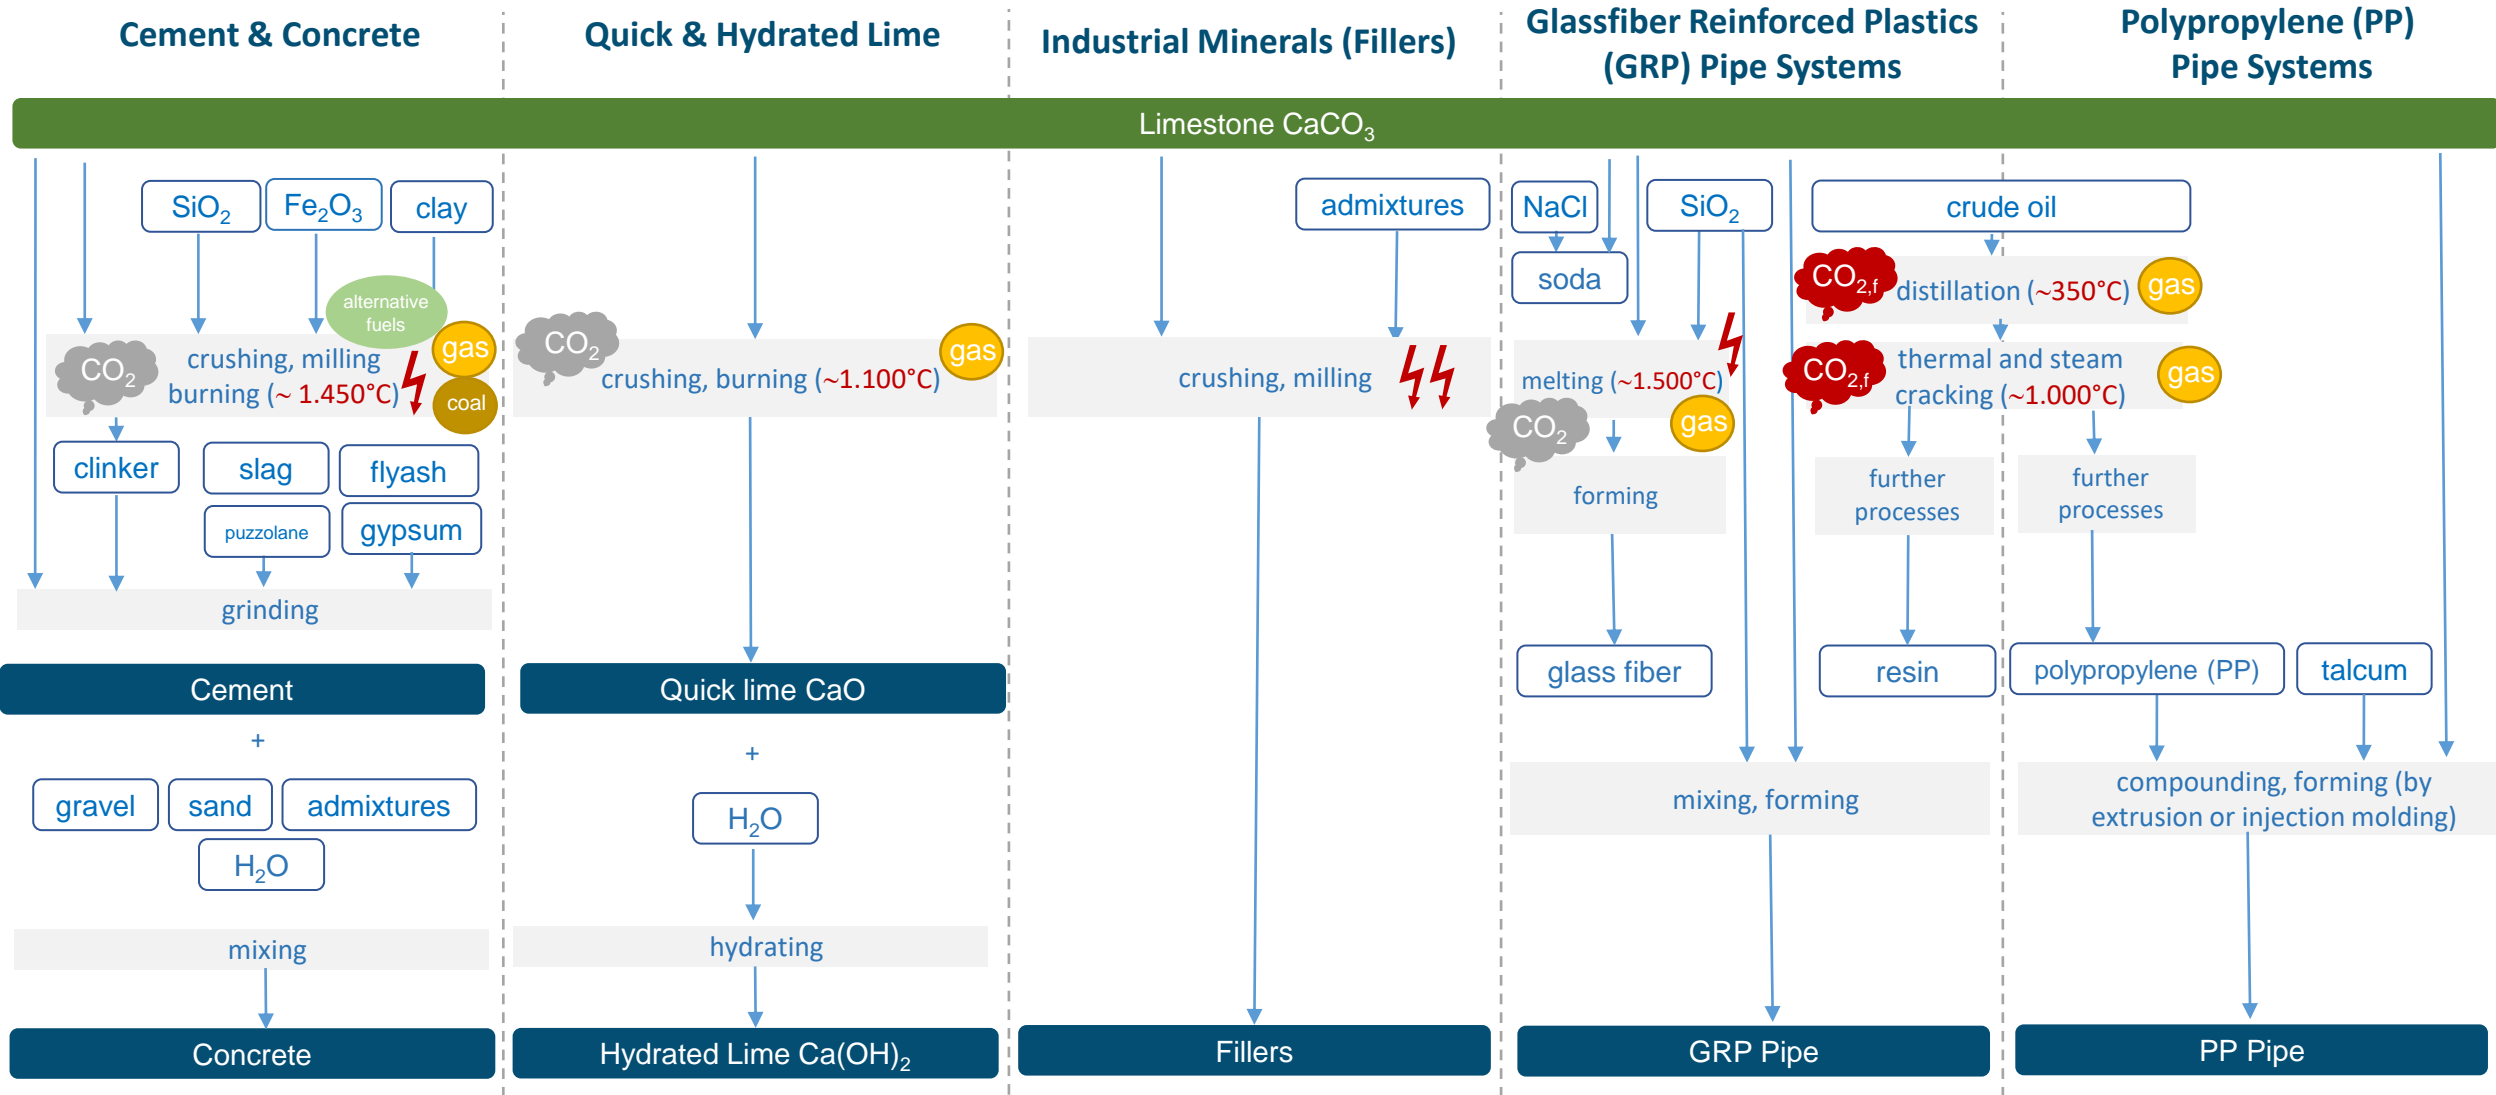 Cement & Concrete
Quick & Hydrated Lime
Industrial Minerals (Fillers)
Glassfiber Reinforced Plastics
(GRP) Pipe Systems
Polypropylene (PP)
Pipe Systems
Limestone CaCO₃
SiO₂
Fe₂O₃
clay
alternative
fuels
CO₂
crushing, milling
burning (~ 1.450°C)
gas
coal
clinker
slag
flyash
puzzolane
gypsum
grinding
Cement
+
gravel
sand
admixtures
H₂O
mixing
Concrete
CO₂
crushing, burning (~1.100°C)
gas
Quick lime CaO
+
H₂O
hydrating
Hydrated Lime Ca(OH)₂
admixtures
crushing, milling
Fillers
NaCl
SiO₂
soda
melting (~1.500°C)
CO₂
gas
forming
glass fiber
crude oil
CO₂,f
distillation (~350°C)
gas
CO₂,f
thermal and steam
cracking (~1.000°C)
gas
further
processes
resin
mixing, forming
GRP Pipe
further
processes
polypropylene (PP)
talcum
compounding, forming (by
extrusion or injection molding)
PP Pipe